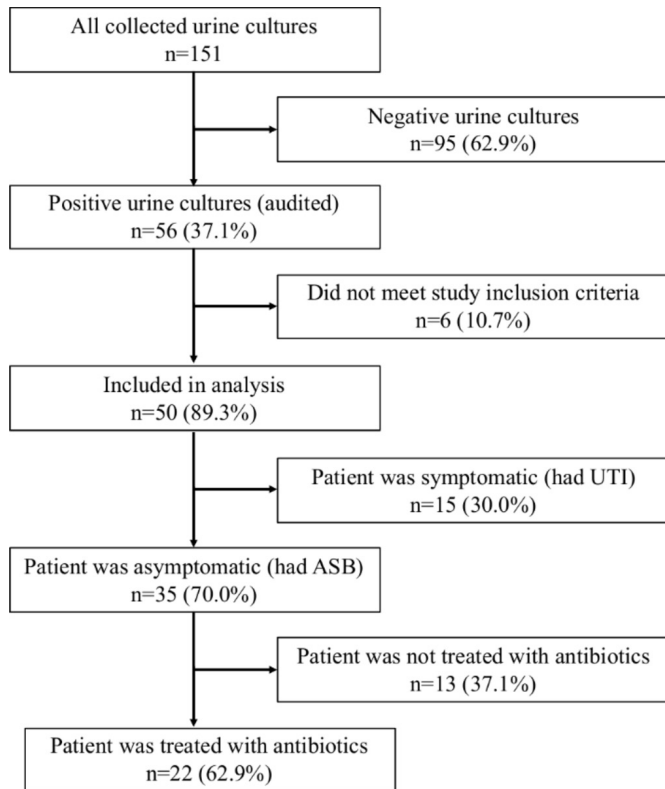 All collected urine cultures
n=151
Negative urine cultures
n=95 (62.9%)
Positive urine cultures (audited)
n=56 (37.1%)
Did not meet study inclusion criteria
n=6 (10.7%)
Included in analysis
n=50 (89.3%)
Patient was symptomatic (had UTI)
n=15 (30.0%)
Patient was asymptomatic (had ASB)
n=35 (70.0%)
Patient was not treated with antibiotics
n=13 (37.1%)
Patient was treated with antibiotics
n=22 (62.9%)